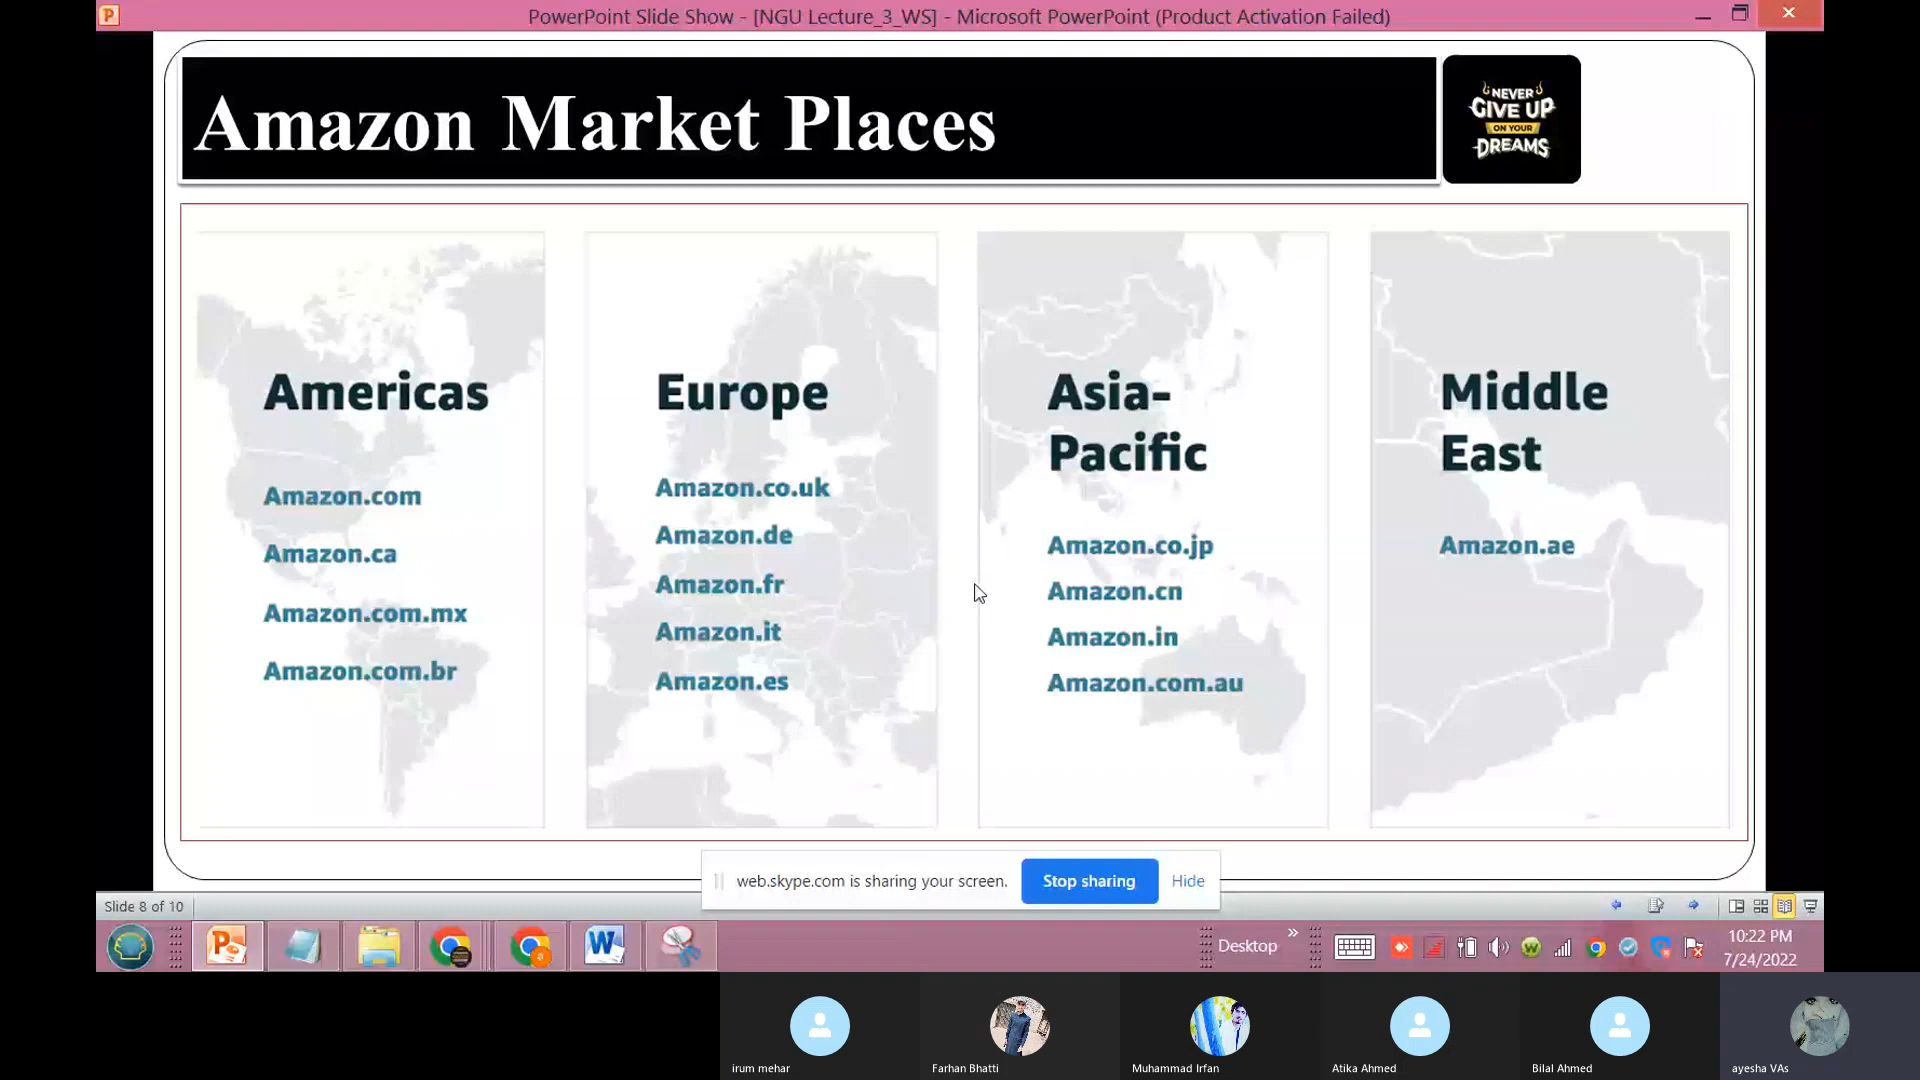 PowerPoint Slide Show - [NGU Lecture_3_WS] - Microsoft PowerPoint (Product Activation Failed)
Amazon Market Places
NEVER
GIVE UP
ON YOUR
DREAMS
Americas
Amazon.com
Amazon.ca
Amazon.com.mx
Amazon.com.br
Europe
Amazon.co.uk
Amazon.de
Amazon.fr
Amazon.it
Amazon.es
Asia-
Pacific
Amazon.co.jp
Amazon.cn
Amazon.in
Amazon.com.au
Middle
East
Amazon.ae
web.skype.com is sharing your screen.
Stop sharing
Hide
Slide 8 of 10
Desktop
10:22 PM
7/24/2022
irum mehar
Farhan Bhatti
Muhammad Irfan
Atika Ahmed
Bilal Ahmed
ayesha VAs